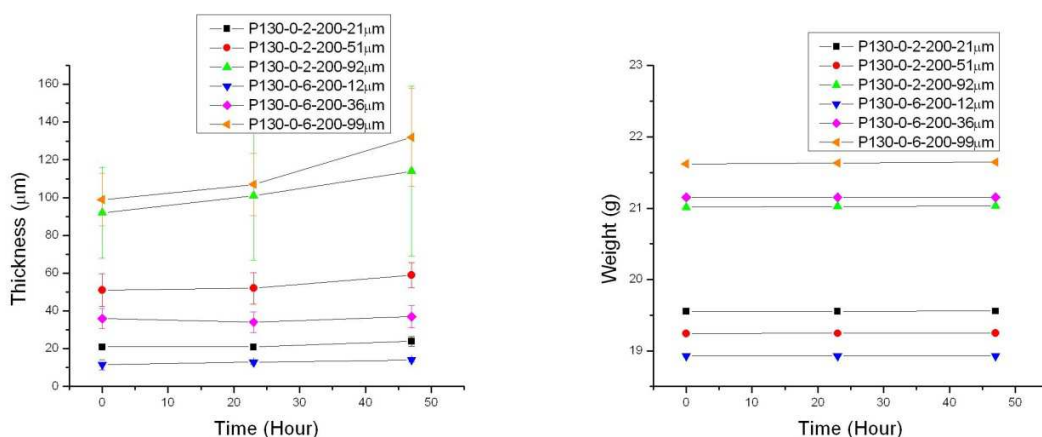 P130-0-2-200-21μm
P130-0-2-200-51μm
P130-0-2-200-92μm
P130-0-6-200-12μm
P130-0-6-200-36μm
P130-0-6-200-99μm
160
140
120
100
80
60
40
20
0
Thickness (μm)
0
10
20
30
40
50
Time (Hour)
P130-0-2-200-21μm
P130-0-2-200-51μm
P130-0-2-200-92μm
P130-0-6-200-12μm
P130-0-6-200-36μm
P130-0-6-200-99μm
23
22
21
20
19
Weight (g)
0
10
20
30
40
50
Time (Hour)